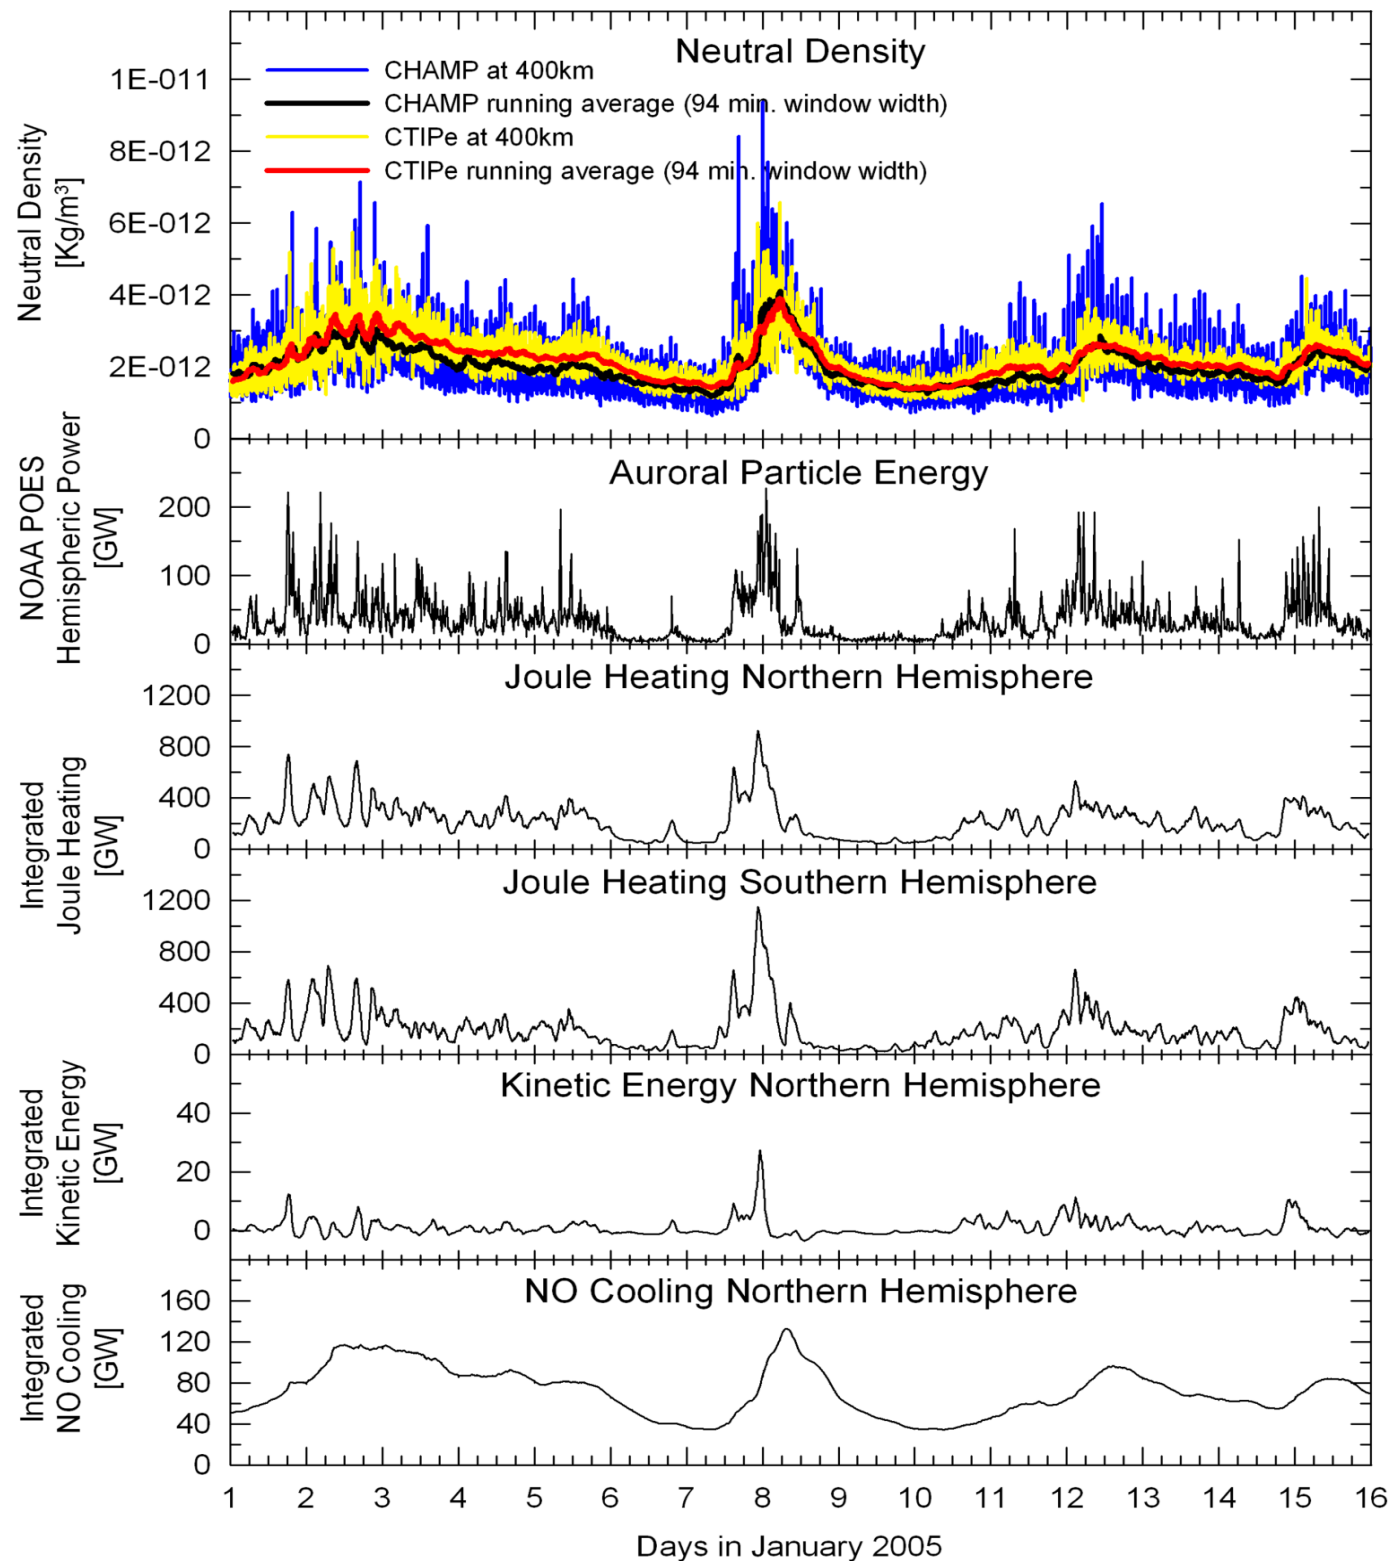 Neutral Density
CHAMP at 400km
CHAMP running average (94 min. window width)
CTIPe at 400km
CTIPe running average (94 min. window width)
Neutral Density
[Kg/m³]
1E-011
8E-012
6E-012
4E-012
2E-012
0
Auroral Particle Energy
NOAA POES
Hemispheric Power
[GW]
200
100
0
Joule Heating Northern Hemisphere
1200
800
400
0
Integrated
Joule Heating
[GW]
Joule Heating Southern Hemisphere
1200
800
400
0
Kinetic Energy Northern Hemisphere
Integrated
Kinetic Energy
[GW]
40
20
0
NO Cooling Northern Hemisphere
Integrated
NO Cooling
[GW]
160
120
80
40
0
1 2 3 4 5 6 7 8 9 10 11 12 13 14 15 16
Days in January 2005